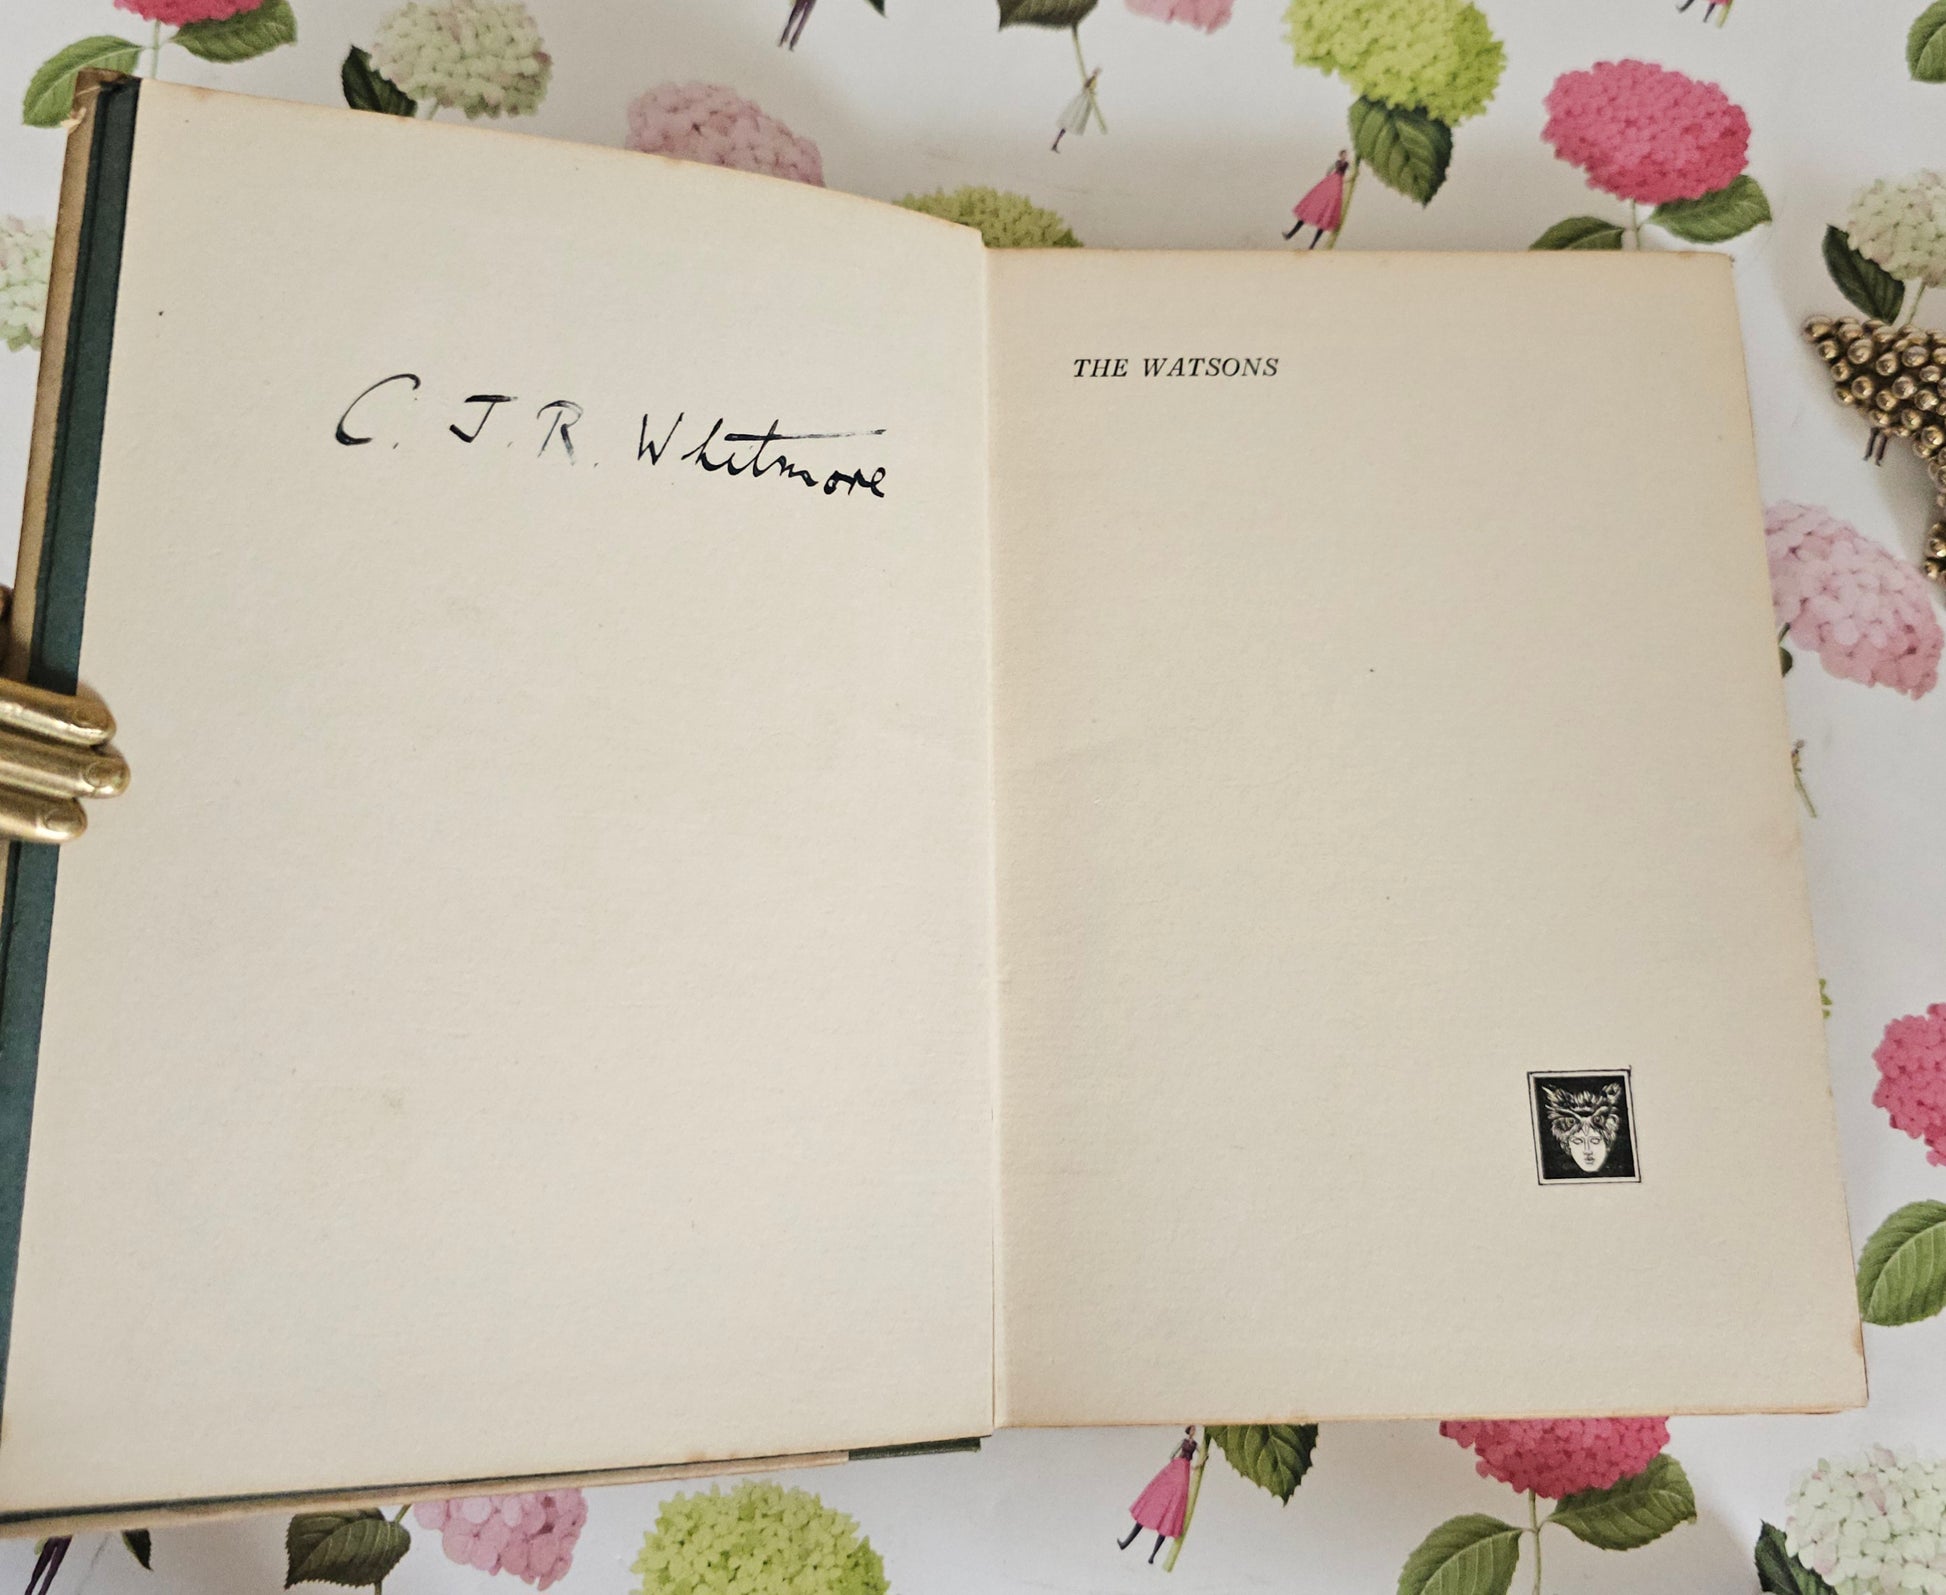 C. J. R. Whitmore
THE WATSONS